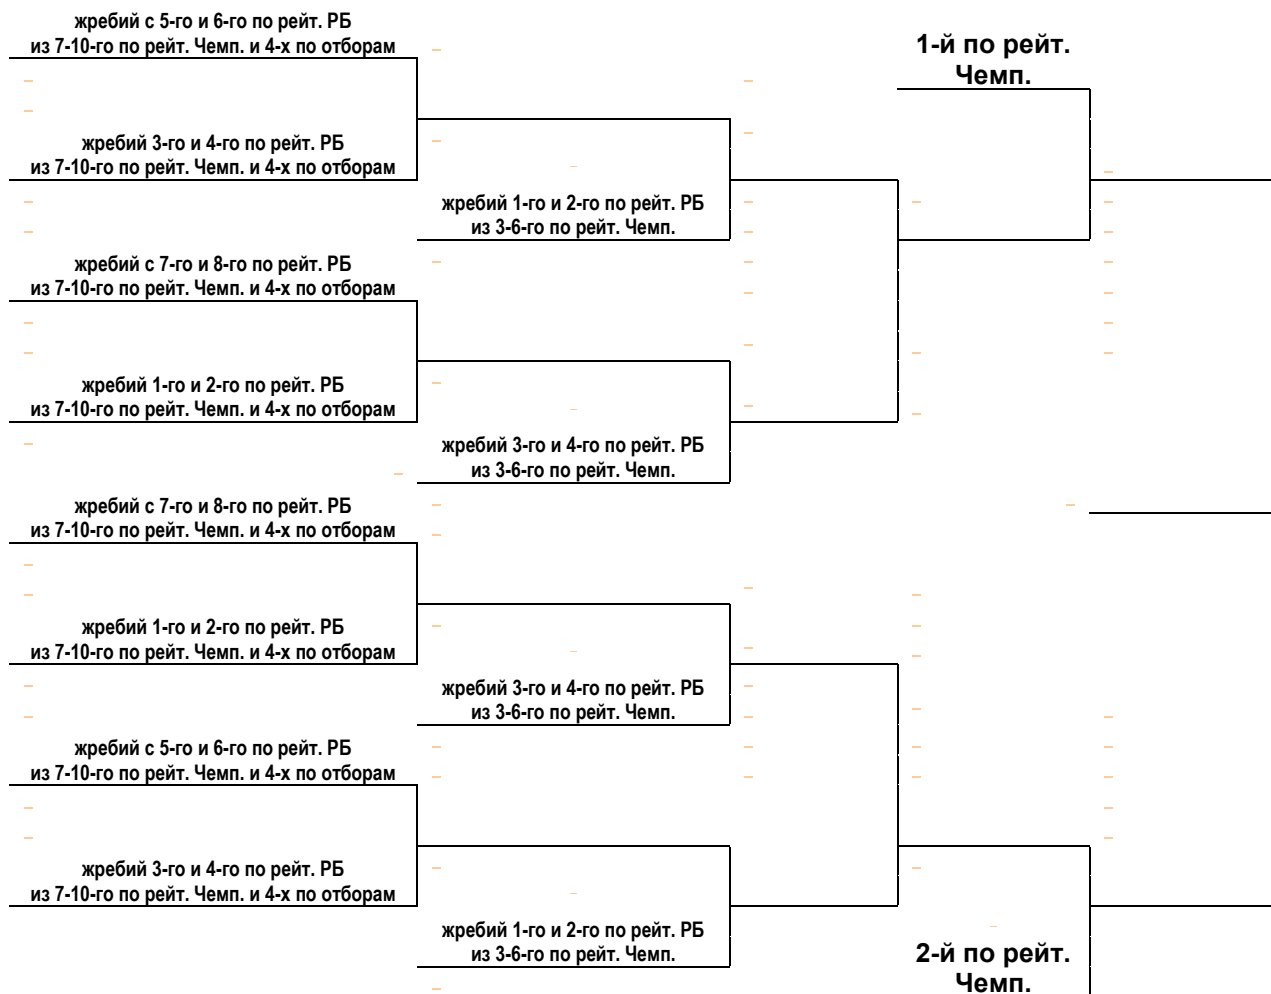 жребий с 5-го и 6-го по рейт. РБ
из 7-10-го по рейт. Чемп. и 4-х по отборам
1-й по рейт.
Чемп.
жребий 3-го и 4-го по рейт. РБ
из 7-10-го по рейт. Чемп. и 4-х по отборам
жребий 1-го и 2-го по рейт. РБ
из 3-6-го по рейт. Чемп.
жребий с 7-го и 8-го по рейт. РБ
из 7-10-го по рейт. Чемп. и 4-х по отборам
жребий 1-го и 2-го по рейт. РБ
из 7-10-го по рейт. Чемп. и 4-х по отборам
жребий 3-го и 4-го по рейт. РБ
из 3-6-го по рейт. Чемп.
жребий с 7-го и 8-го по рейт. РБ
из 7-10-го по рейт. Чемп. и 4-х по отборам
жребий 1-го и 2-го по рейт. РБ
из 7-10-го по рейт. Чемп. и 4-х по отборам
жребий 3-го и 4-го по рейт. РБ
из 3-6-го по рейт. Чемп.
жребий с 5-го и 6-го по рейт. РБ
из 7-10-го по рейт. Чемп. и 4-х по отборам
жребий 3-го и 4-го по рейт. РБ
из 7-10-го по рейт. Чемп. и 4-х по отборам
жребий 1-го и 2-го по рейт. РБ
из 3-6-го по рейт. Чемп.
2-й по рейт.
Чемп.